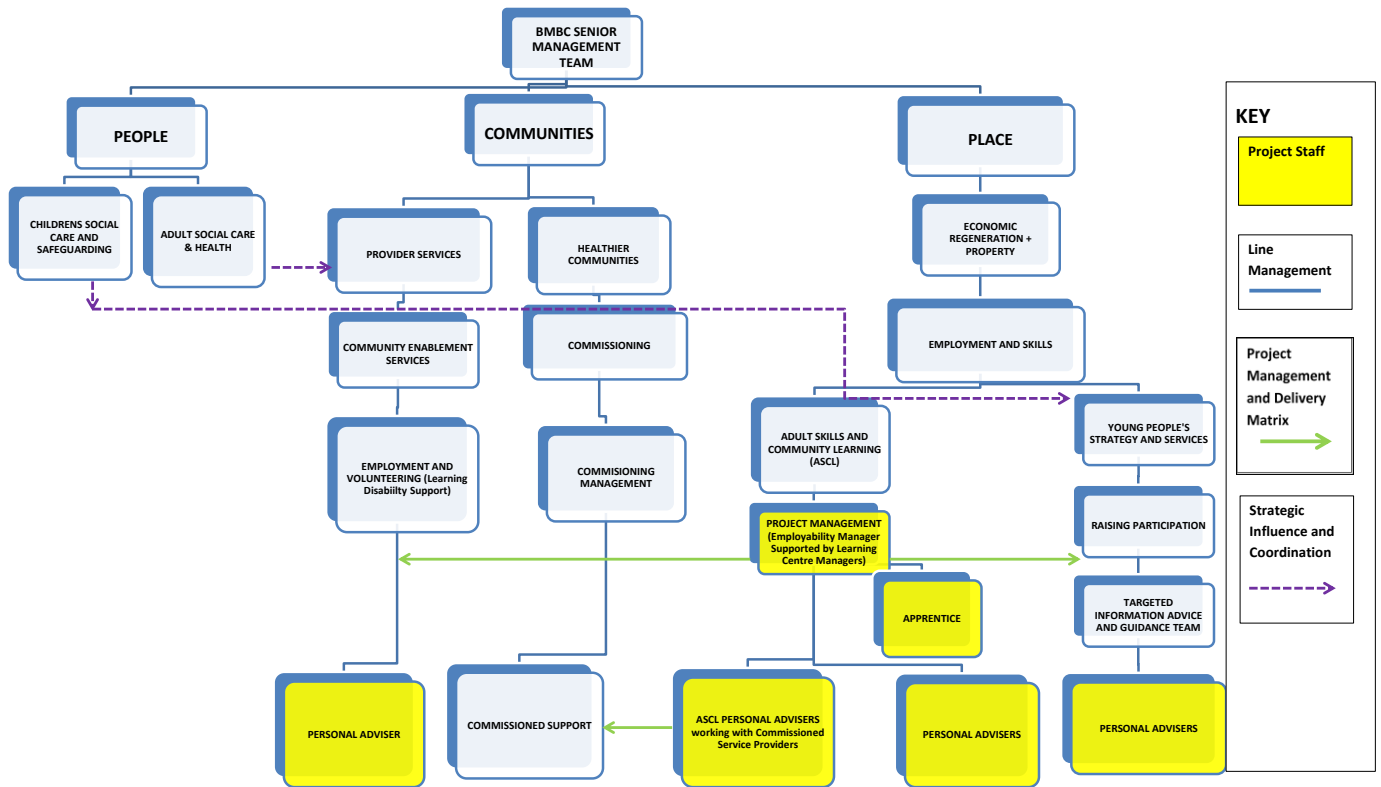 BMBC SENIOR
MANAGEMENT
TEAM
PEOPLE
COMMUNITIES
PLACE
CHILDRENS SOCIAL
CARE AND
SAFEGUARDING
ADULT SOCIAL CARE
& HEALTH
PROVIDER SERVICES
HEALTHIER
COMMUNITIES
ECONOMIC
REGENERATION +
PROPERTY
COMMUNITY ENABLEMENT
SERVICES
COMMISSIONING
EMPLOYMENT AND SKILLS
EMPLOYMENT AND
VOLUNTEERING (Learning
Disabiilty Support)
COMMISIONING
MANAGEMENT
ADULT SKILLS AND
COMMUNITY LEARNING
(ASCL)
YOUNG PEOPLE'S
STRATEGY AND SERVICES
PROJECT MANAGEMENT
(Employability Manager
Supported by Learning
Centre Managers)
RAISING PARTICIPATION
APPRENTICE
TARGETED
INFORMATION ADVICE
AND GUIDANCE TEAM
PERSONAL ADVISER
COMMISSIONED SUPPORT
ASCL PERSONAL ADVISERS
working with Commissioned
Service Providers
PERSONAL ADVISERS
PERSONAL ADVISERS
KEY
Project Staff
Line
Management
Project
Management
and Delivery
Matrix
Strategic
Influence and
Coordination